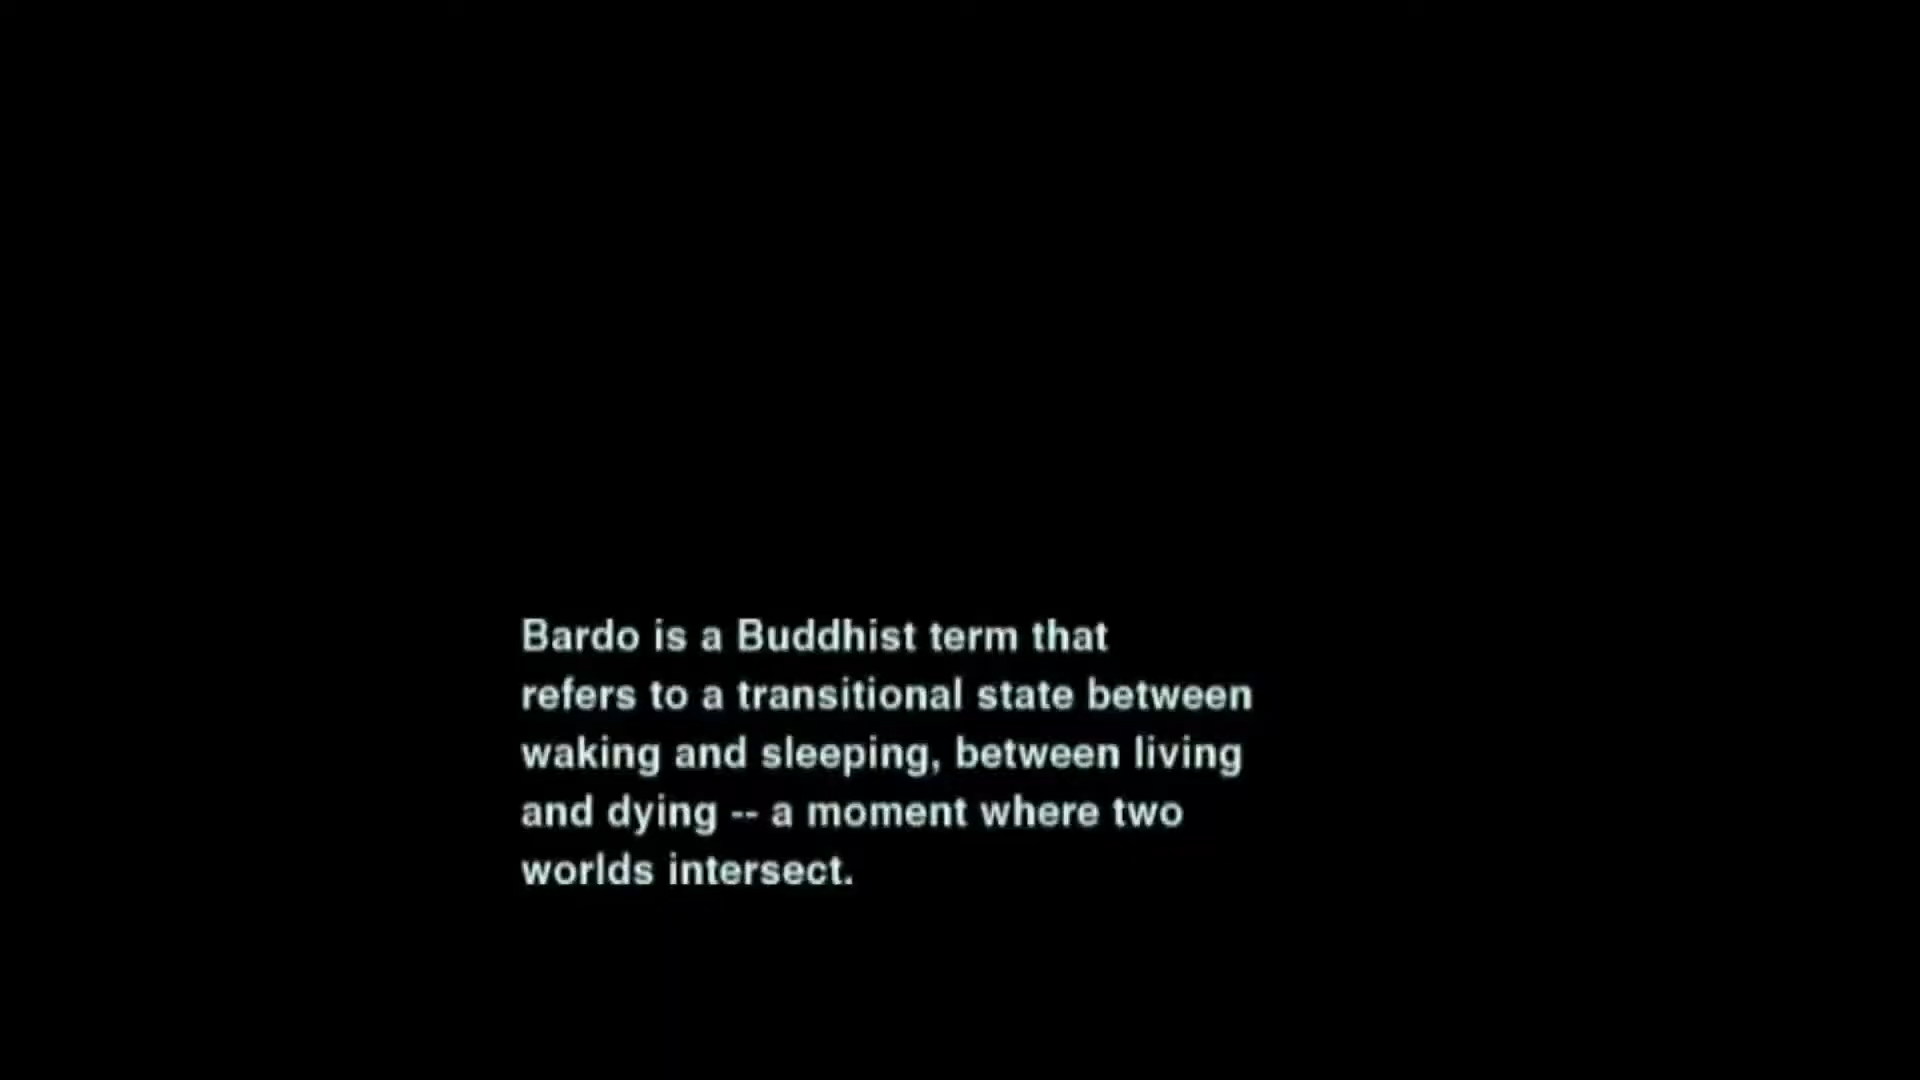 Bardo is a Buddhist term that
refers to a transitional state between
waking and sleeping, between living
and dying -- a moment where two
worlds intersect.